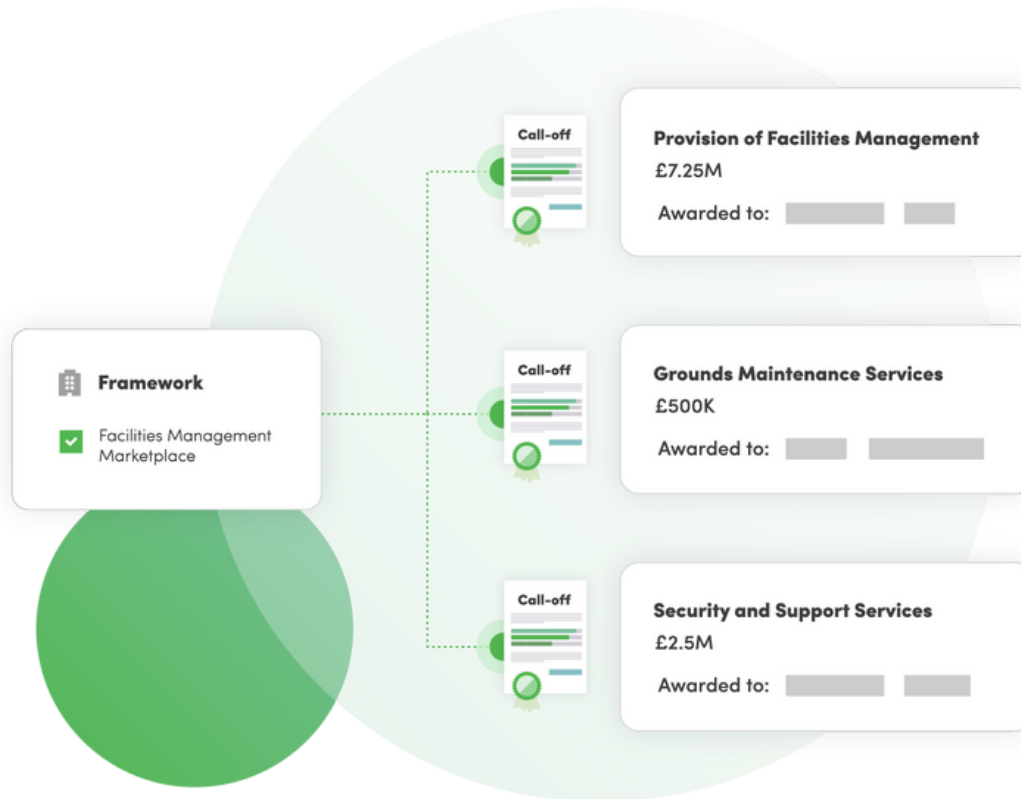 Framework
Facilities Management
Marketplace
Call-off
Provision of Facilities Management
£7.25M
Awarded to:
Call-off
Grounds Maintenance Services
£500K
Awarded to:
Call-off
Security and Support Services
£2.5M
Awarded to: